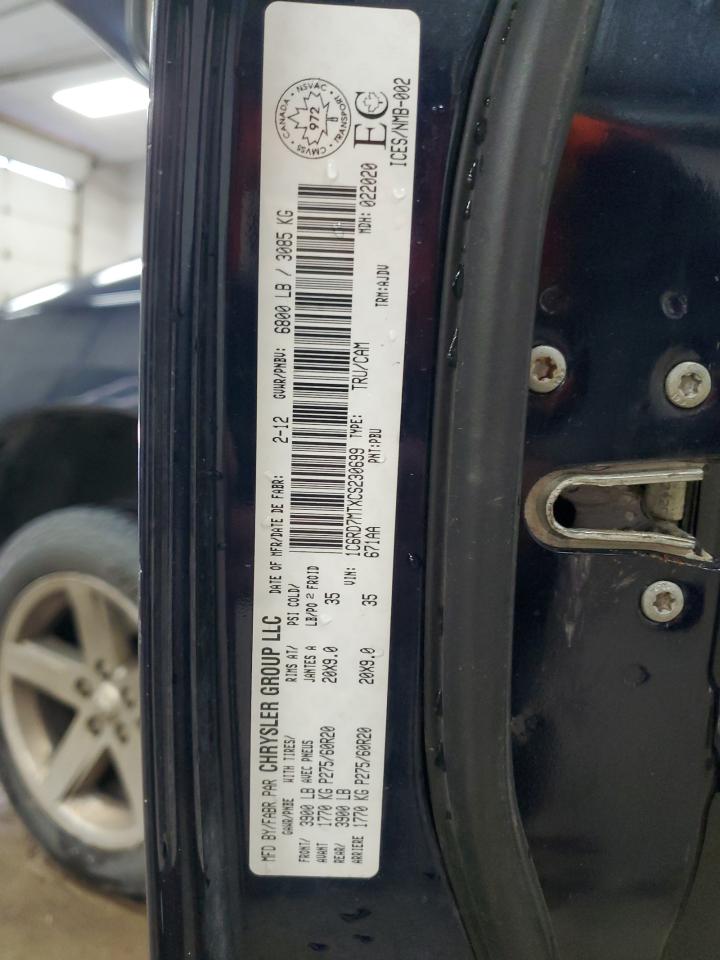 MFD BY/FABR PAR CHRYSLER GROUP LLC
DATE OF MFR/DATE DE FABR: 2-12 GVWR/PNBV: 6800 LB / 3085 KG
GAWR/PNBE WITH TIRES/ RIMS AT/ PSI COLD/
FRONT/ 3900 LB AVEC PNEUS JANTES A LB/PO 2 FROID
AVANT 1770 KG P275/60R20 20X9.0 35
REAR/ 3900 LB
ARRIERE 1770 KG P275/60R20 20X9.0 35
VIN: 1C6RD7MTXCS230699 TYPE: TRU/CAM MDH: 022020
671AA PNT:PBU TRM:AJDV
CANADA • NSVAC • TRANSPORT • CMVSS
972
EC
ICES/NMB-002